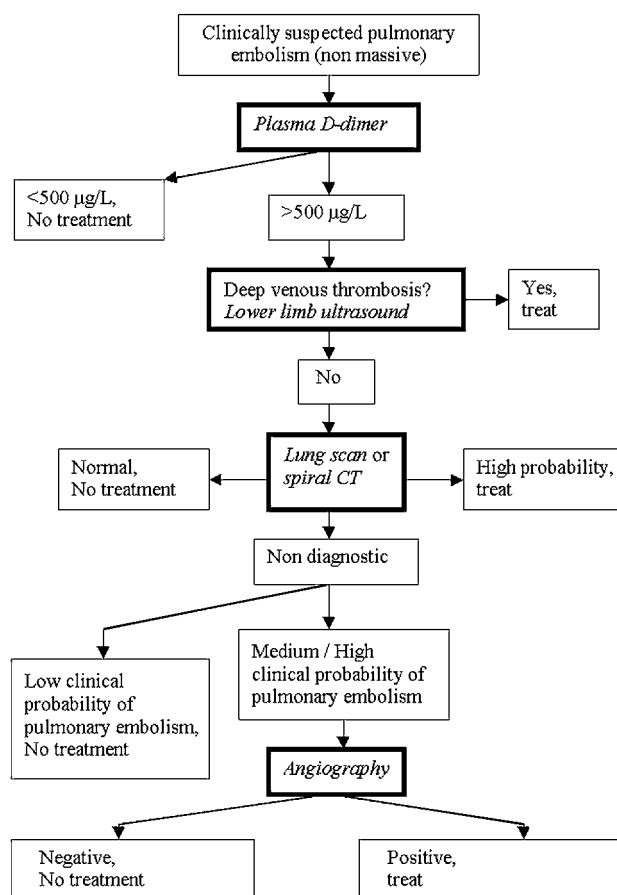 Clinically suspected pulmonary
embolism (non massive)
Plasma D-dimer
<500 µg/L,
No treatment
>500 µg/L
Deep venous thrombosis?
Lower limb ultrasound
Yes,
treat
No
Normal,
No treatment
Lung scan or
spiral CT
High probability,
treat
Non diagnostic
Low clinical
probability of
pulmonary embolism,
No treatment
Medium / High
clinical probability of
pulmonary embolism
Angiography
Negative,
No treatment
Positive,
treat